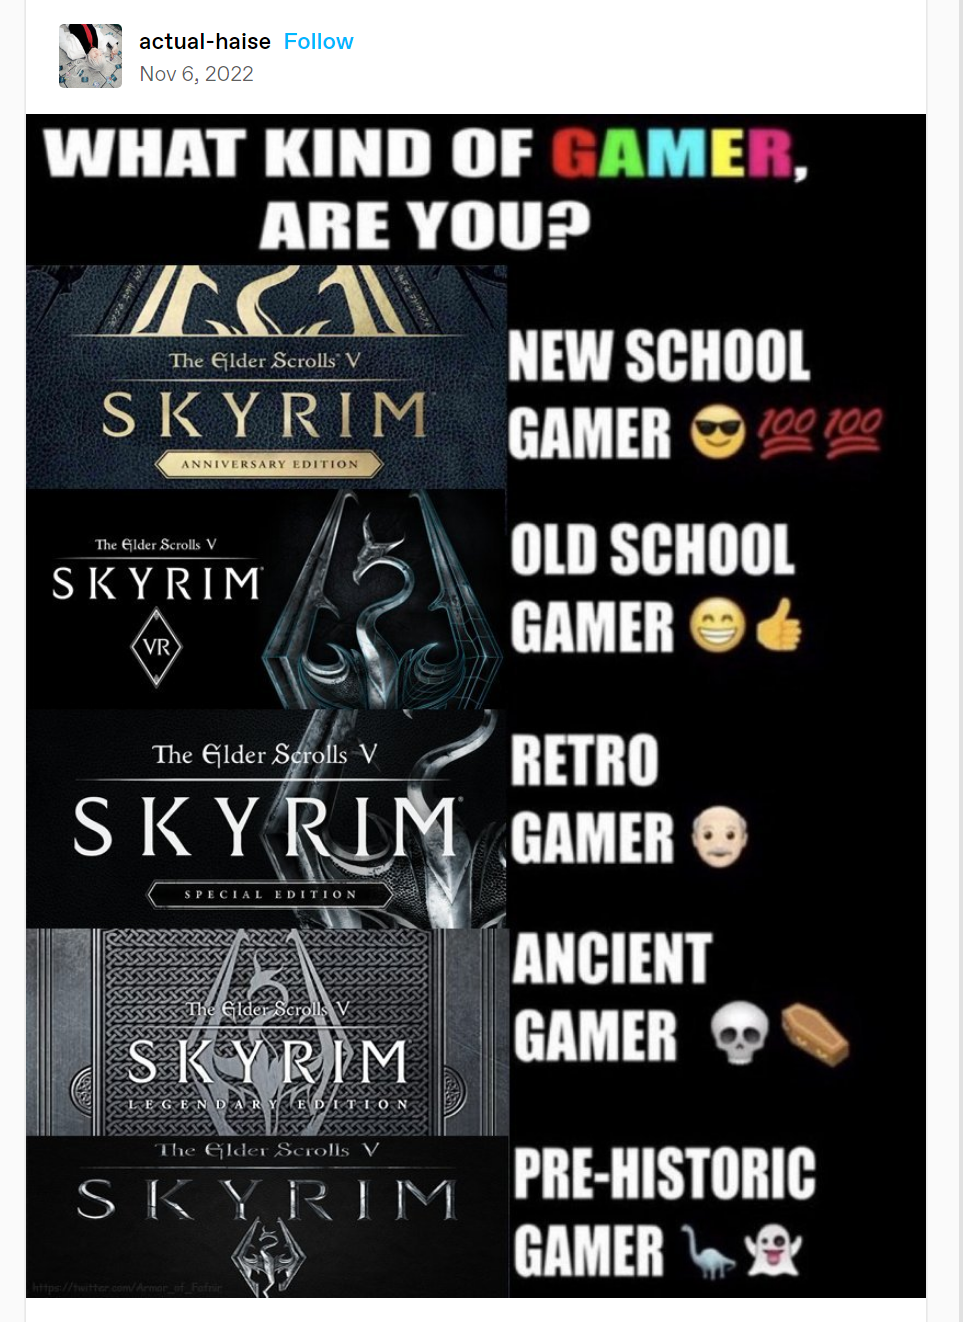 actual-haise Follow
Nov 6, 2022
WHAT KIND OF GAMER,
ARE YOU?
The Elder Scrolls V
SKYRIM
ANNIVERSARY EDITION
NEW SCHOOL
GAMER 😎 💯 💯
The Elder Scrolls V
SKYRIM
VR
OLD SCHOOL
GAMER 😁 👍
The Elder Scrolls V
SKYRIM
SPECIAL EDITION
RETRO
GAMER 👴
The Elder Scrolls V
SKYRIM
LEGENDARY EDITION
ANCIENT
GAMER 💀 ⚰️
The Elder Scrolls V
SKYRIM
PRE-HISTORIC
GAMER 🦕 👻